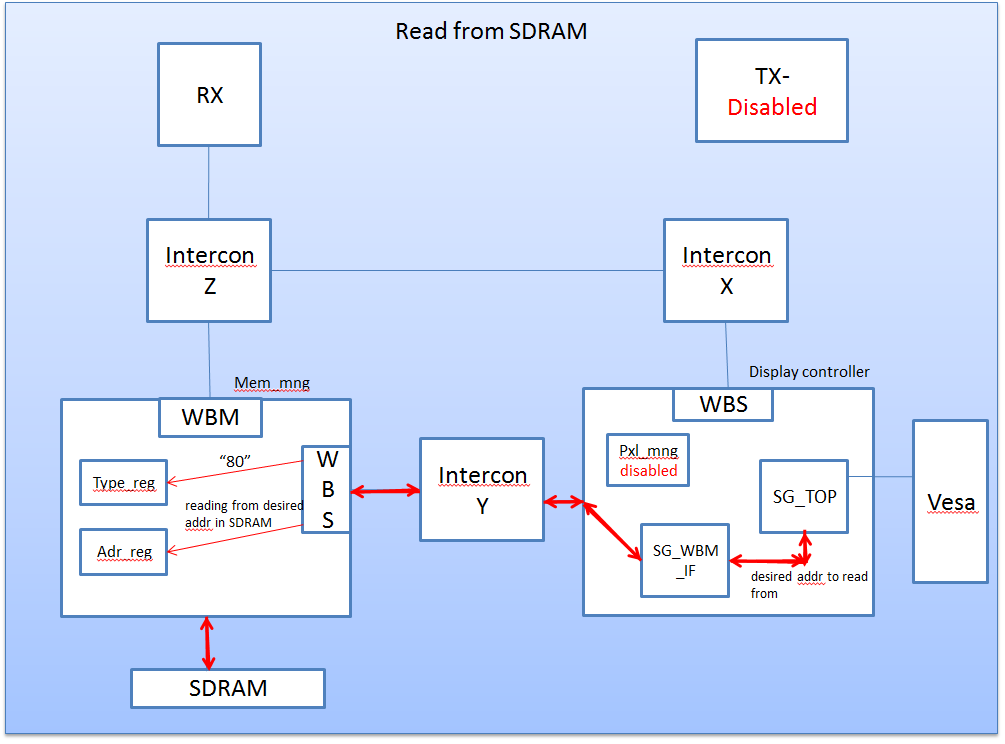 Read from SDRAM
RX
TX-
Disabled
Intercon
Z
Intercon
X
Mem_mng
Display controller
WBM
WBS
Type_reg
“80”
W
B
S
reading from desired
addr in SDRAM
Adr_reg
Intercon
Y
Pxl_mng
disabled
SG_TOP
SG_WBM
_IF
desired addr to read
from
Vesa
SDRAM